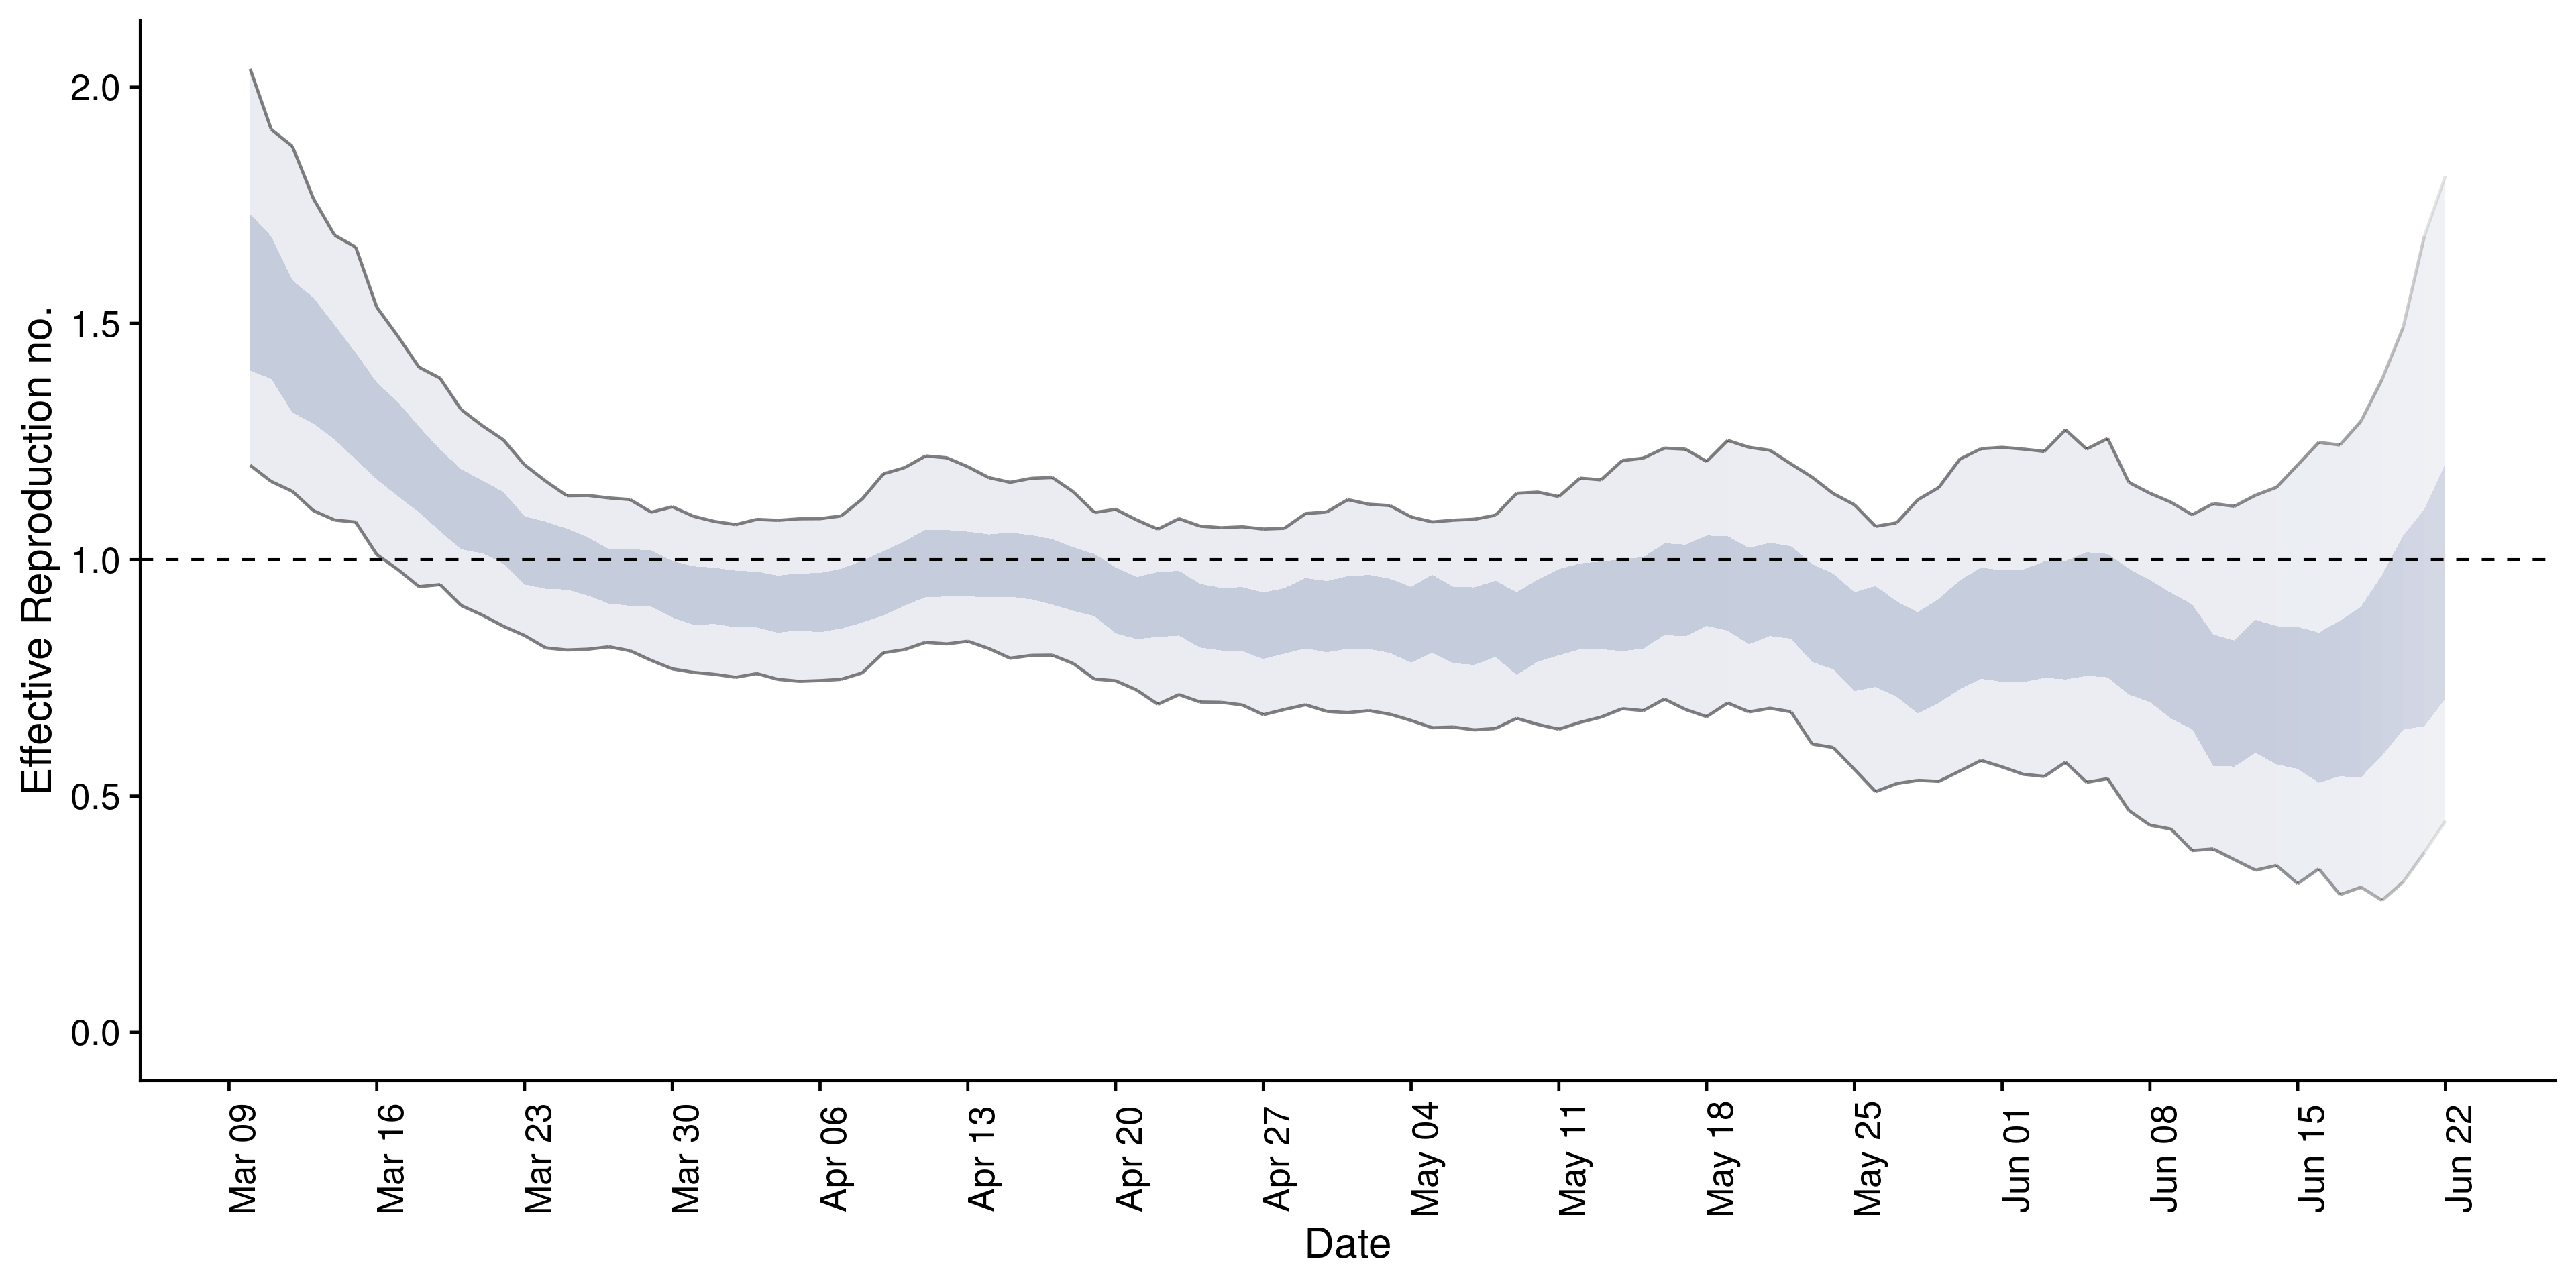 Effective Reproduction no.
2.0
1.5
1.0
0.5
0.0
Mar 09
Mar 16
Mar 23
Mar 30
Apr 06
Apr 13
Apr 20
Apr 27
May 04
May 11
May 18
May 25
Jun 01
Jun 08
Jun 15
Jun 22
Date